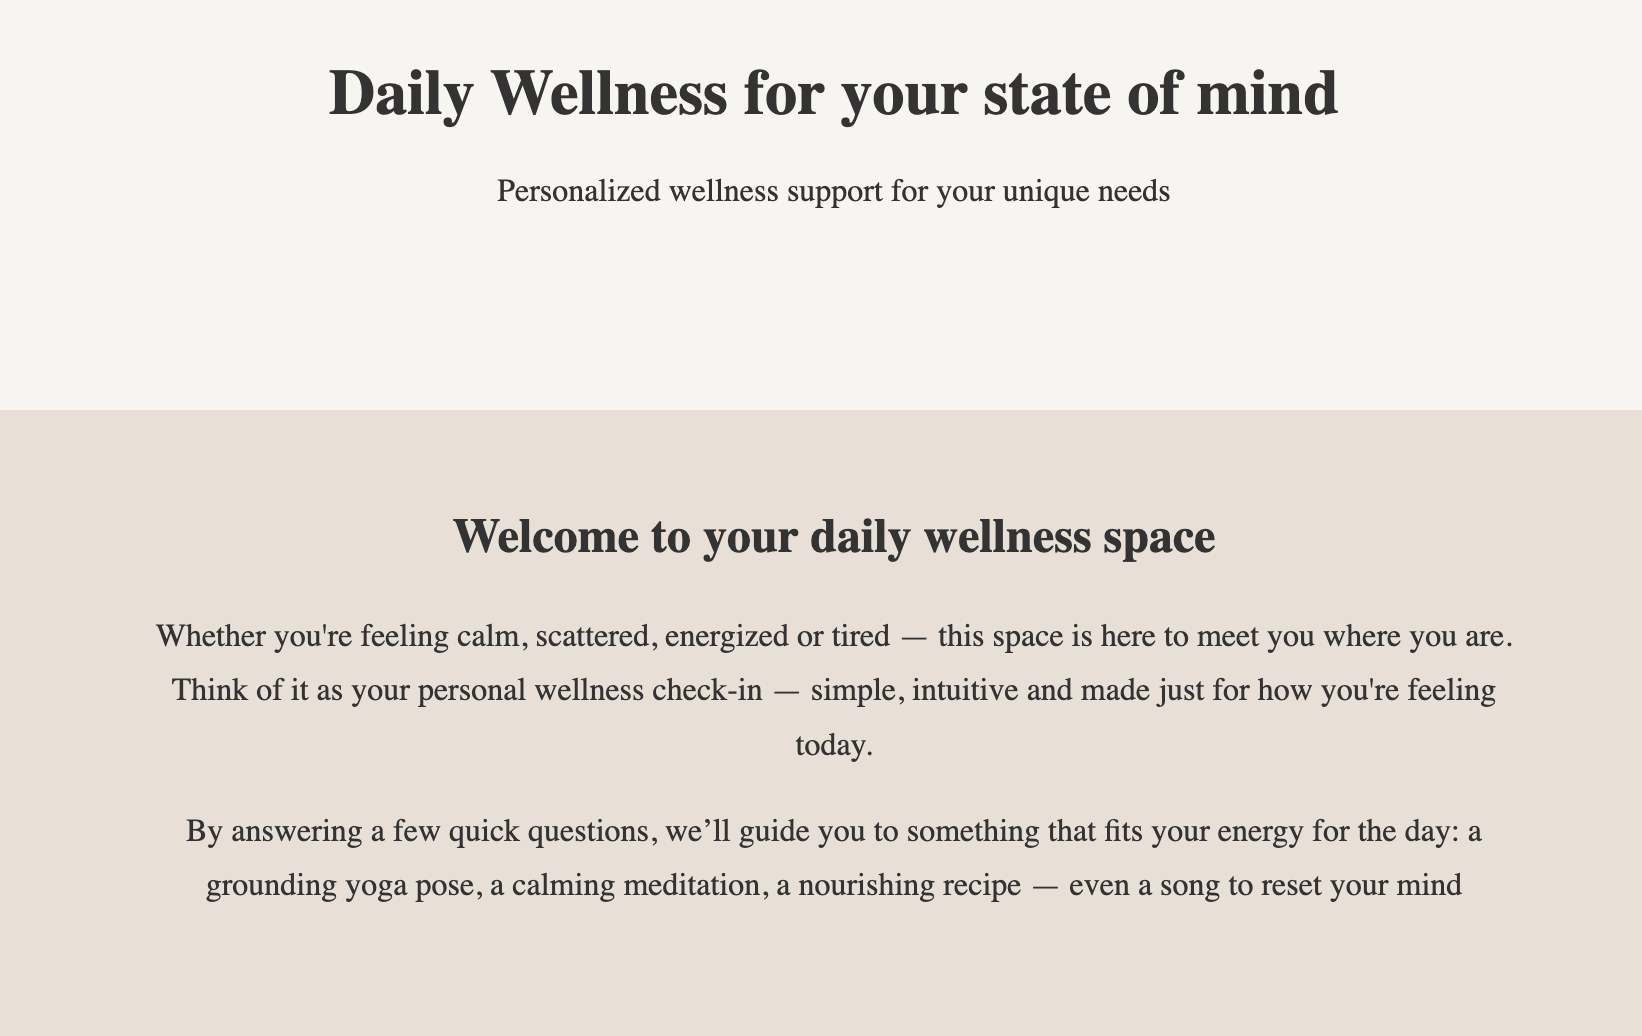 Daily Wellness for your state of mind
Personalized wellness support for your unique needs
Welcome to your daily wellness space
Whether you're feeling calm, scattered, energized or tired — this space is here to meet you where you are.
Think of it as your personal wellness check-in — simple, intuitive and made just for how you're feeling
today.
By answering a few quick questions, we’ll guide you to something that fits your energy for the day: a
grounding yoga pose, a calming meditation, a nourishing recipe — even a song to reset your mind